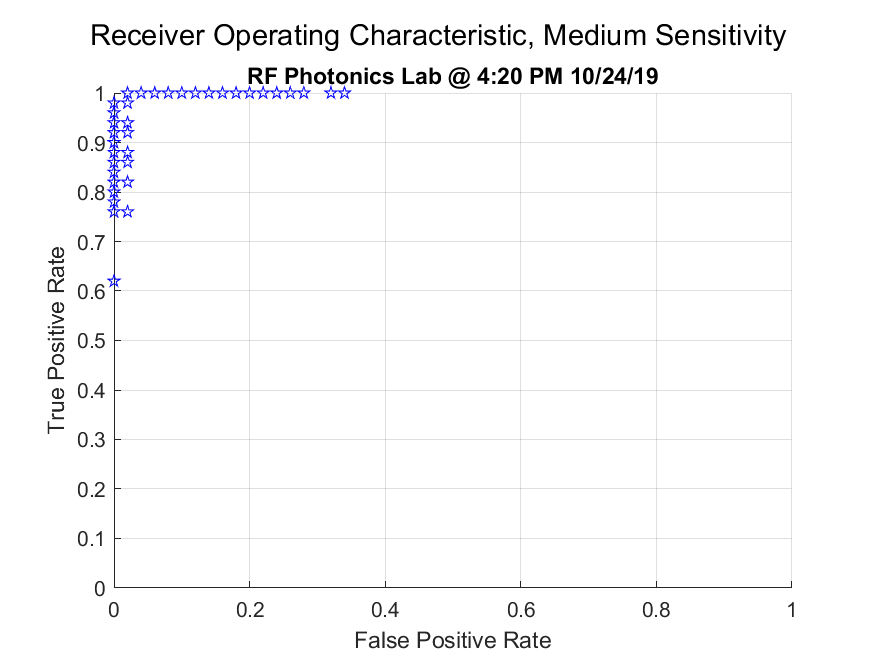 Receiver Operating Characteristic, Medium Sensitivity
RF Photonics Lab @ 4:20 PM 10/24/19
1
0.9
0.8
0.7
0.6
0.5
0.4
0.3
0.2
0.1
0
True Positive Rate
0 0.2 0.4 0.6 0.8 1
False Positive Rate